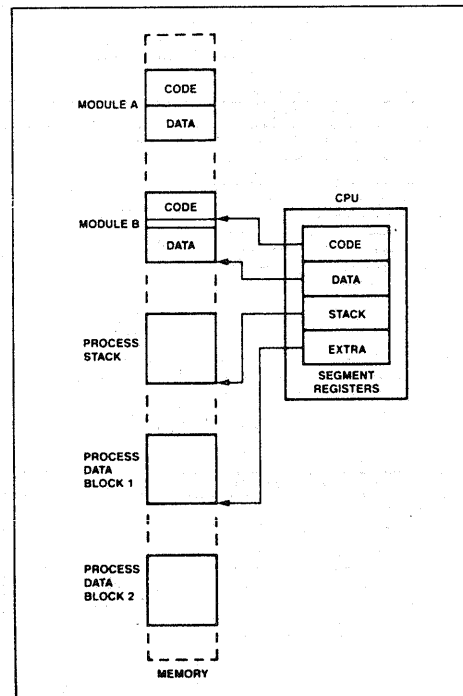 CODE
MODULE A
DATA
CPU
CODE
MODULE B
DATA
CODE
DATA
STACK
EXTRA
SEGMENT
REGISTERS
PROCESS
STACK
PROCESS
DATA
BLOCK 1
PROCESS
DATA
BLOCK 2
MEMORY